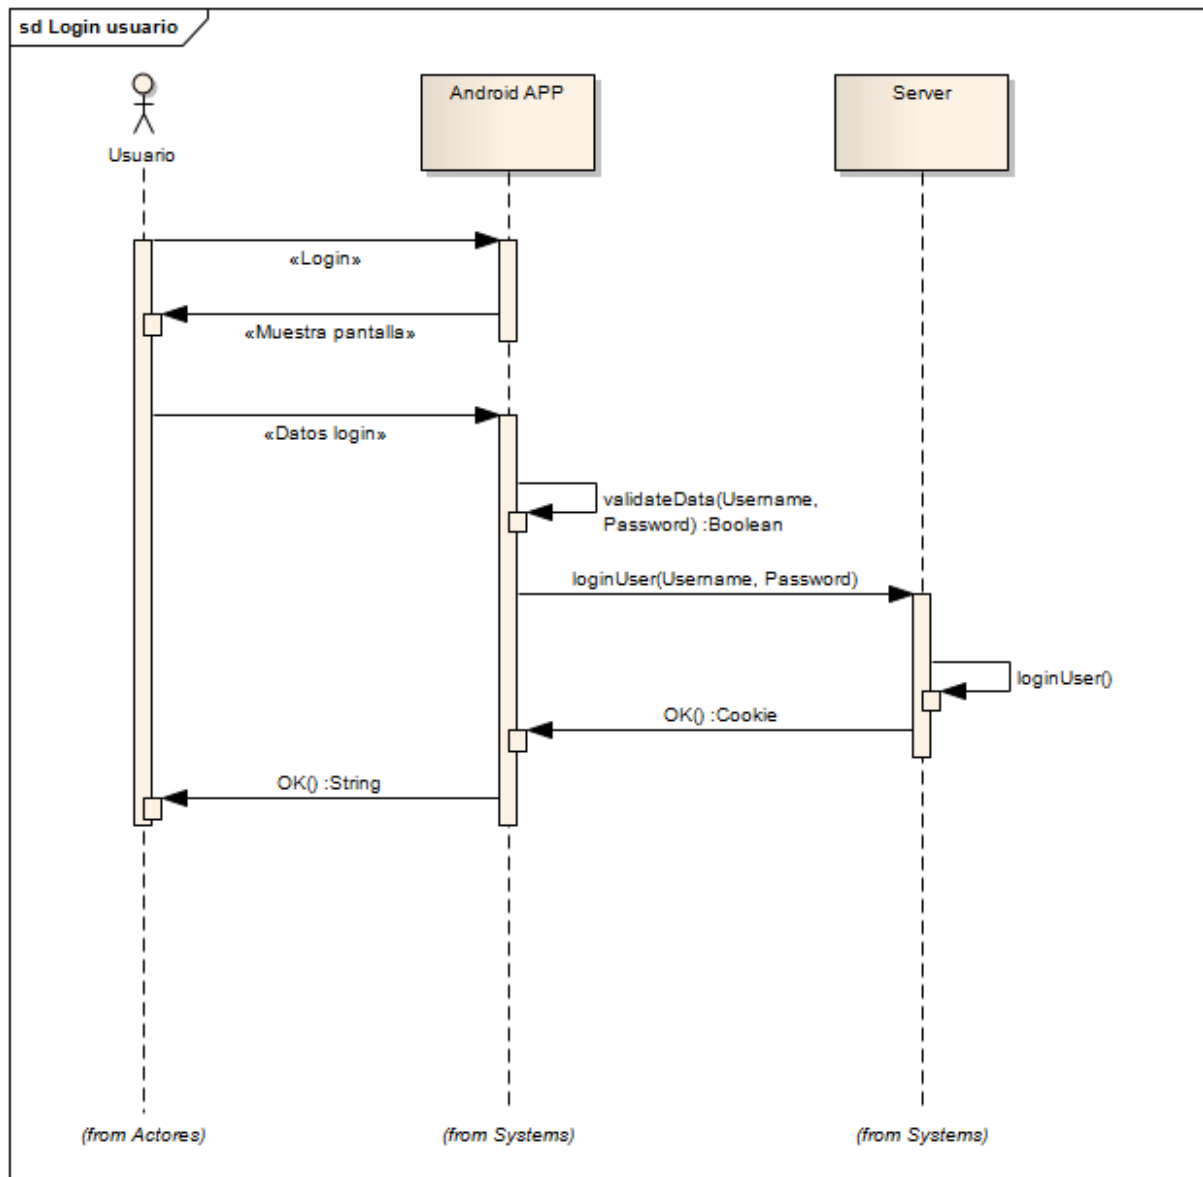 sd Login usuario
Usuario
Android APP
Server
«Login»
«Muestra pantalla»
«Datos login»
validateData(Username,
Password) :Boolean
loginUser(Username, Password)
loginUser()
OK() :Cookie
OK() :String
(from Actores)
(from Systems)
(from Systems)